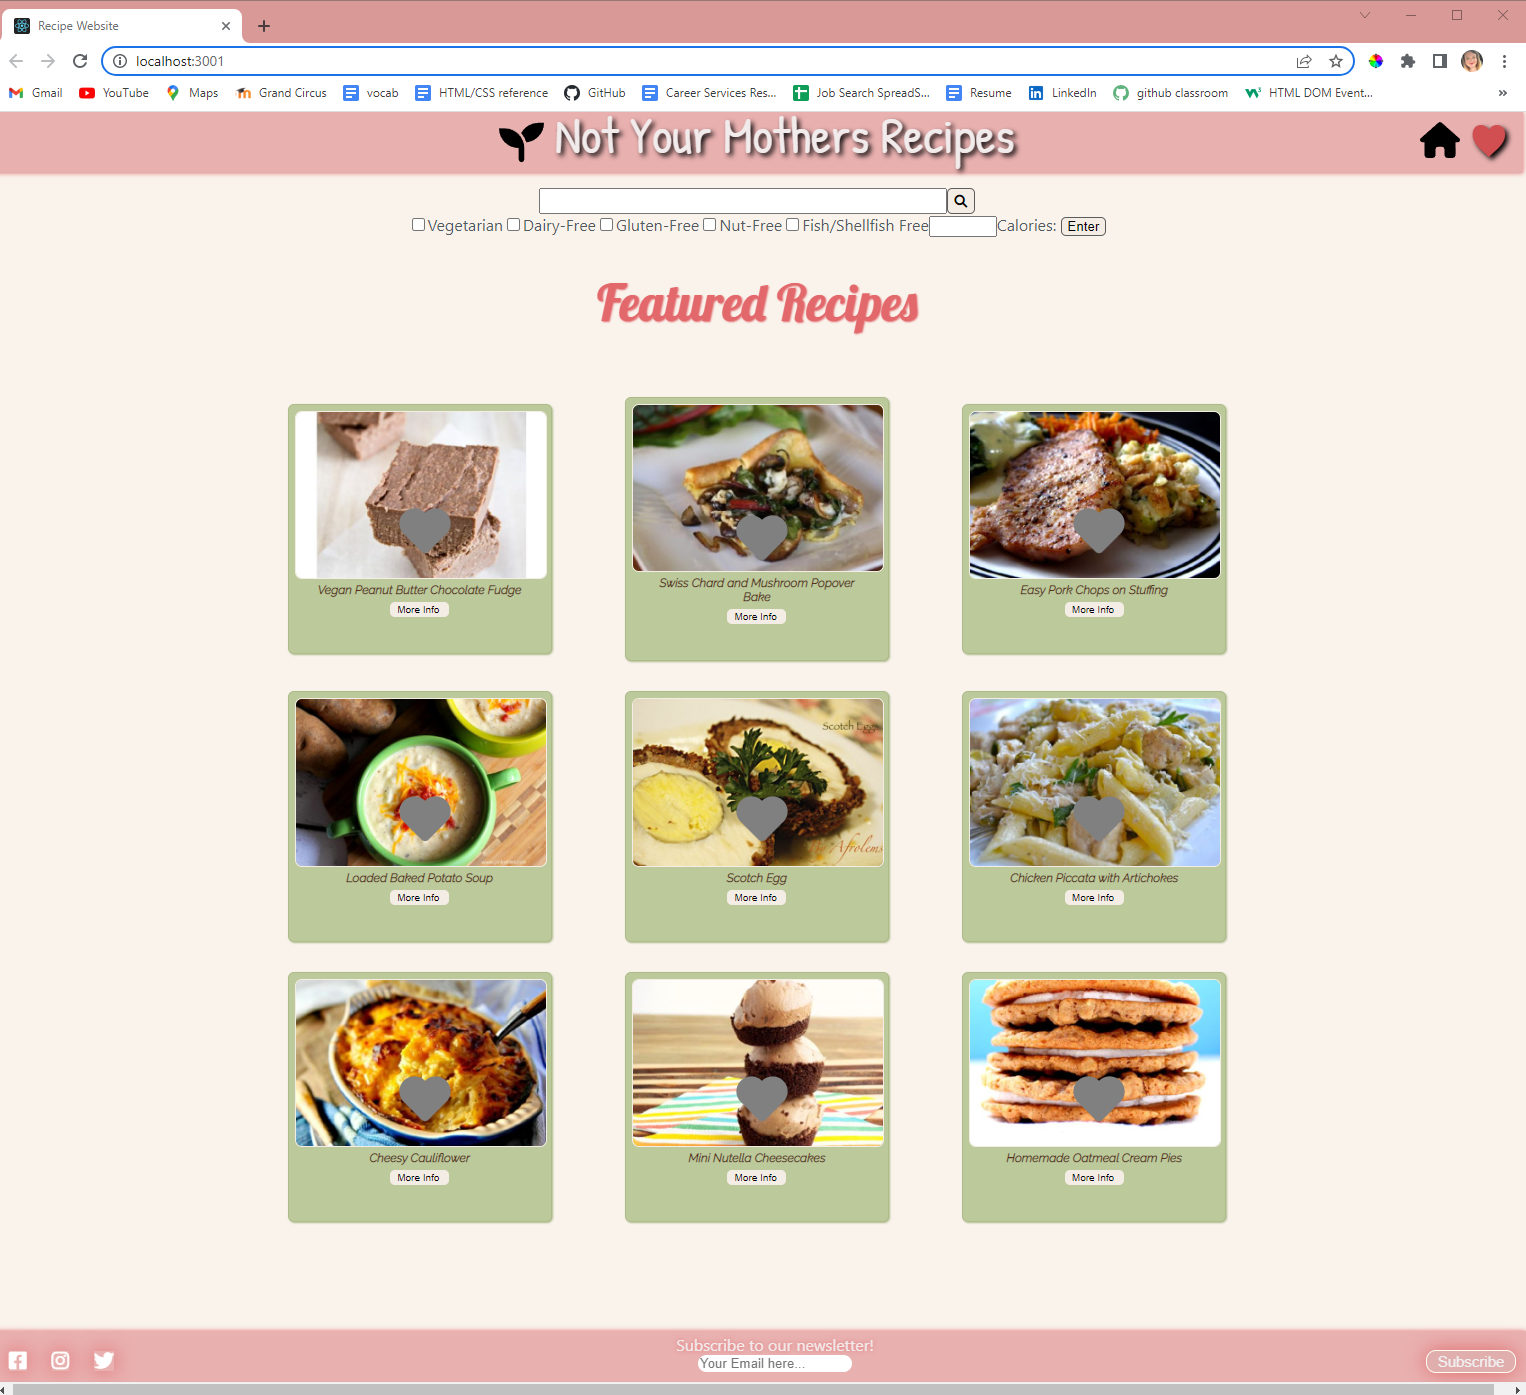 Recipe Website
localhost:3001
Gmail YouTube Maps Grand Circus vocab HTML/CSS reference GitHub Career Services Res... Job Search SpreadS... Resume LinkedIn github classroom HTML DOM Event... »
Not Your Mothers Recipes
Vegetarian Dairy-Free Gluten-Free Nut-Free Fish/Shellfish Free Calories: Enter
Featured Recipes
Vegan Peanut Butter Chocolate Fudge
More Info
Swiss Chard and Mushroom Popover
Bake
More Info
Easy Pork Chops on Stuffing
More Info
Loaded Baked Potato Soup
More Info
Scotch Eggs
Afrolems
Scotch Egg
More Info
Chicken Piccata with Artichokes
More Info
Cheesy Cauliflower
More Info
Mini Nutella Cheesecakes
More Info
Homemade Oatmeal Cream Pies
More Info
Subscribe to our newsletter!
Your Email here...
Subscribe